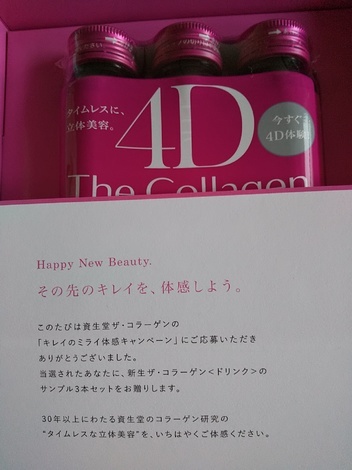 タイムレスに、
立体美容。
4D
今すぐ
4D体験!
The Collagen
Happy New Beauty.
その先のキレイを、体感しよう。
このたびは資生堂ザ・コラーゲンの
「キレイのミライ体感キャンペーン」にご応募いただき
ありがとうございました。
当選されたあなたに、新生ザ・コラーゲン<ドリンク>の
サンプル3本セットをお贈りします。
30年以上にわたる資生堂のコラーゲン研究の
“タイムレスな立体美容”を、いちはやくご体感ください。